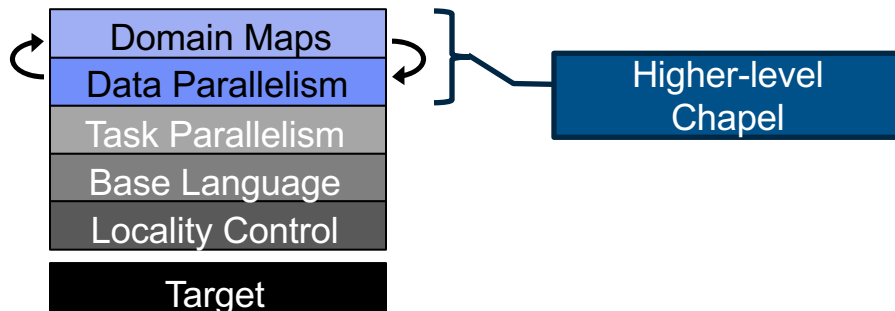 Domain Maps
Data Parallelism
Task Parallelism
Base Language
Locality Control
Target
Higher-level
Chapel